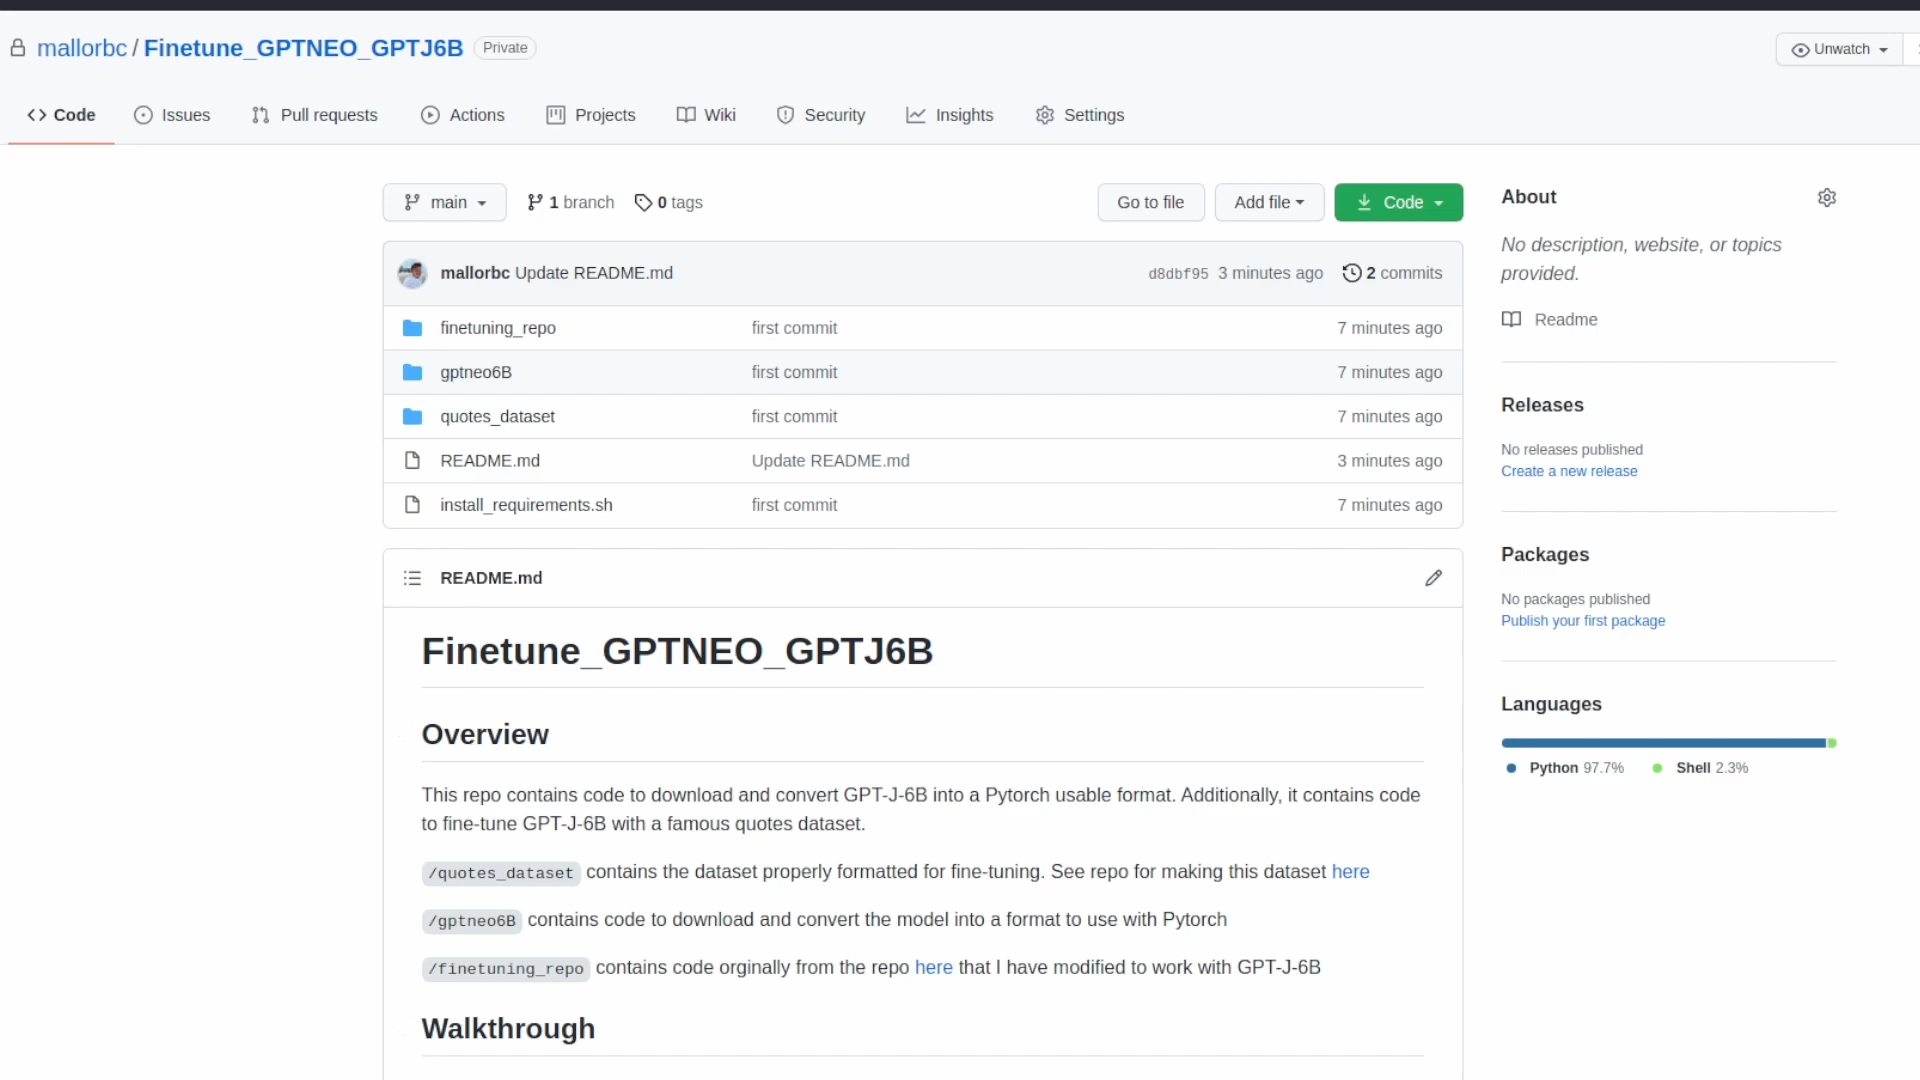 mallorbc / Finetune_GPTNEO_GPTJ6B Private
Unwatch
Code Issues Pull requests Actions Projects Wiki Security Insights Settings
main 1 branch 0 tags Go to file Add file Code
mallorbc Update README.md d8dbf95 3 minutes ago 2 commits
finetuning_repo first commit 7 minutes ago
gptneo6B first commit 7 minutes ago
quotes_dataset first commit 7 minutes ago
README.md Update README.md 3 minutes ago
install_requirements.sh first commit 7 minutes ago
README.md
Finetune_GPTNEO_GPTJ6B
Overview
This repo contains code to download and convert GPT-J-6B into a Pytorch usable format. Additionally, it contains code
to fine-tune GPT-J-6B with a famous quotes dataset.
/quotes_dataset contains the dataset properly formatted for fine-tuning. See repo for making this dataset here
/gptneo6B contains code to download and convert the model into a format to use with Pytorch
/finetuning_repo contains code orginally from the repo here that I have modified to work with GPT-J-6B
Walkthrough
About
No description, website, or topics
provided.
Readme
Releases
No releases published
Create a new release
Packages
No packages published
Publish your first package
Languages
Python 97.7% Shell 2.3%